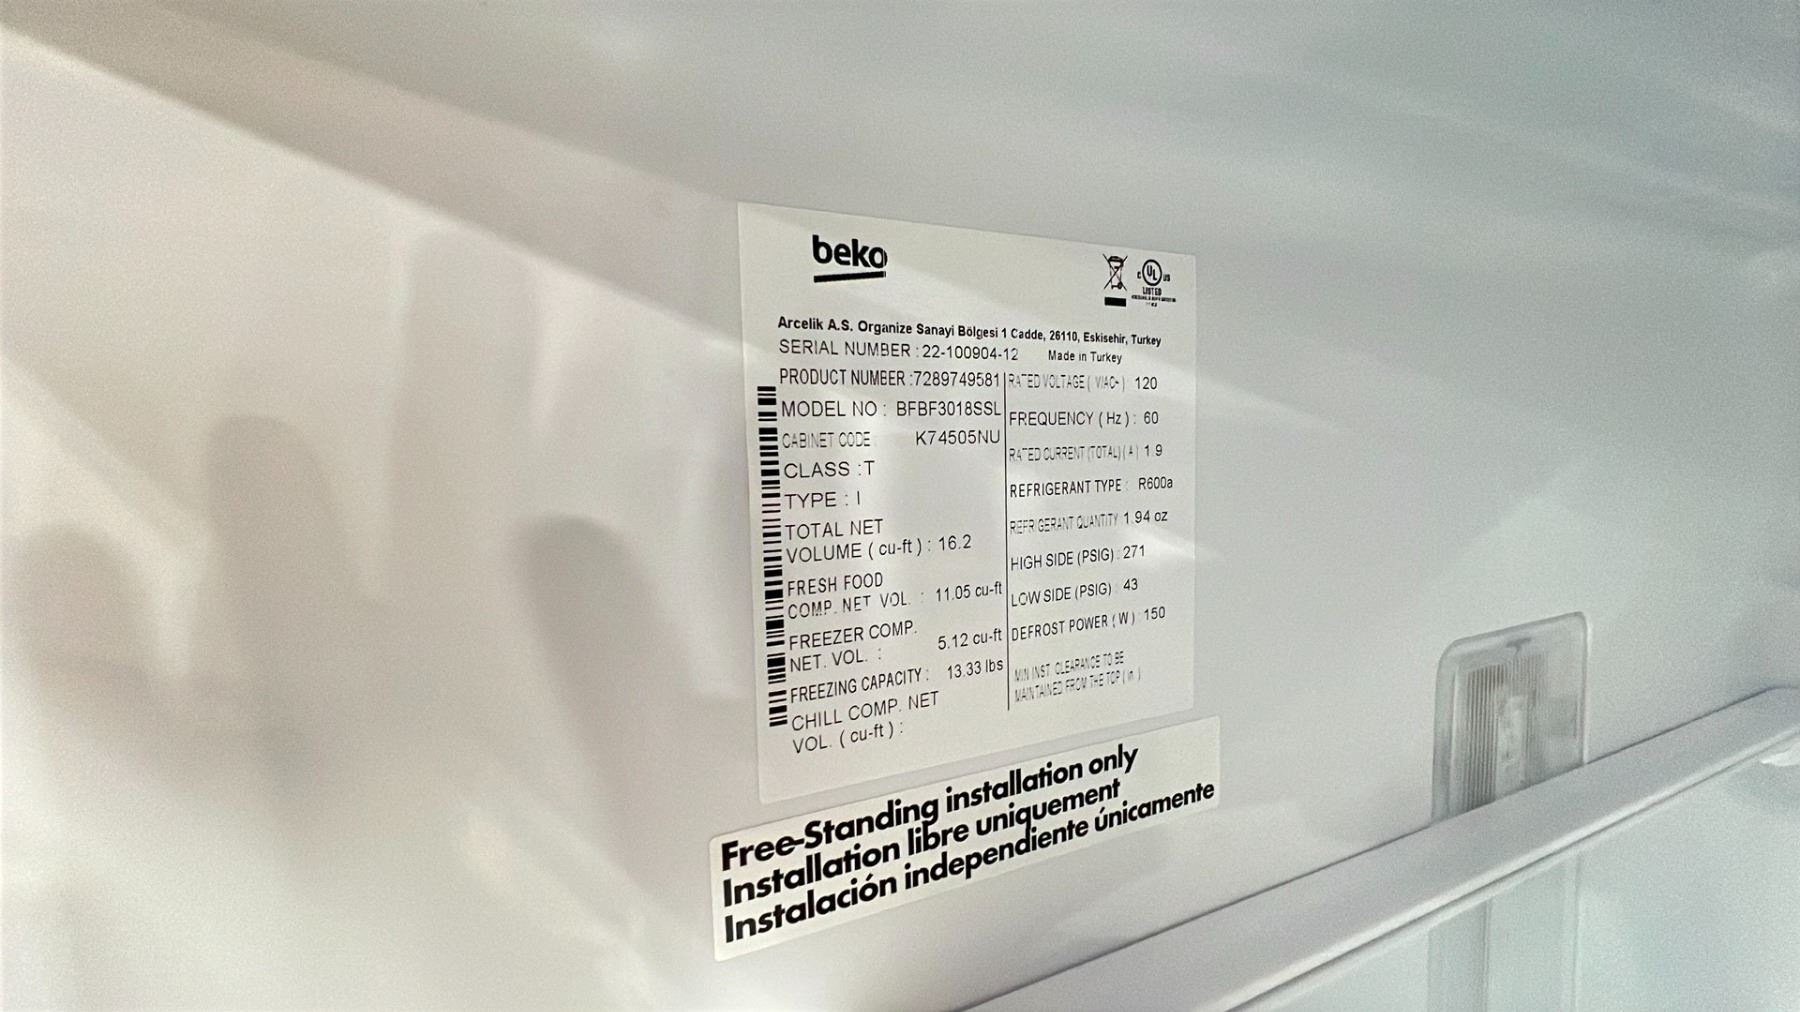 beko
C UL US
LISTED
Arcelik A.S. Organize Sanayi Bölgesi 1 Cadde, 26110, Eskisehir, Turkey
SERIAL NUMBER : 22-100904-12 Made in Turkey
PRODUCT NUMBER :7289749581
MODEL NO : BFBF3018SSL
CABINET CODE : K74505NU
CLASS : T
TYPE : I
TOTAL NET
VOLUME ( cu-ft ) : 16.2
FRESH FOOD
COMP. NET VOL. : 11.05 cu-ft
FREEZER COMP.
NET. VOL. : 5.12 cu-ft
FREEZING CAPACITY : 13.33 lbs
CHILL COMP. NET
VOL. ( cu-ft ) :
RATED VOLTAGE ( V/AC~ ) 120
FREQUENCY ( Hz ) : 60
RATED CURRENT (TOTAL) ( A ) 1.9
REFRIGERANT TYPE : R600a
REFRIGERANT QUANTITY 1.94 oz
HIGH SIDE (PSIG) : 271
LOW SIDE (PSIG) : 43
DEFROST POWER ( W ) : 150
MIN INST. CLEARANCE TO BE
MAINTAINED FROM THE TOP ( in )
Free-Standing installation only
Installation libre uniquement
Instalación independiente únicamente